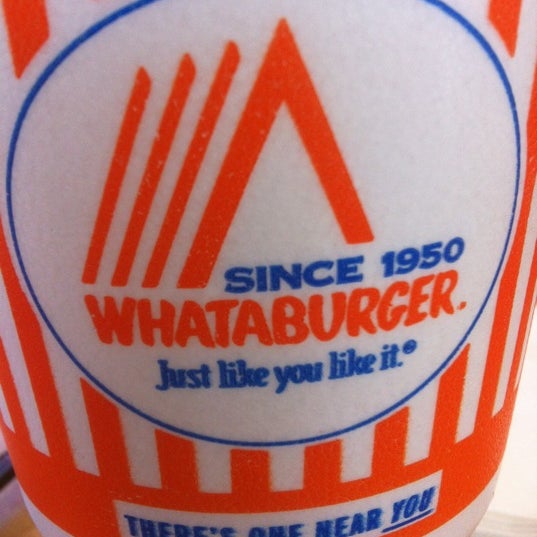 SINCE 1950
WHATABURGER.
Just like you like it.®
THERE'S ONE NEAR YOU